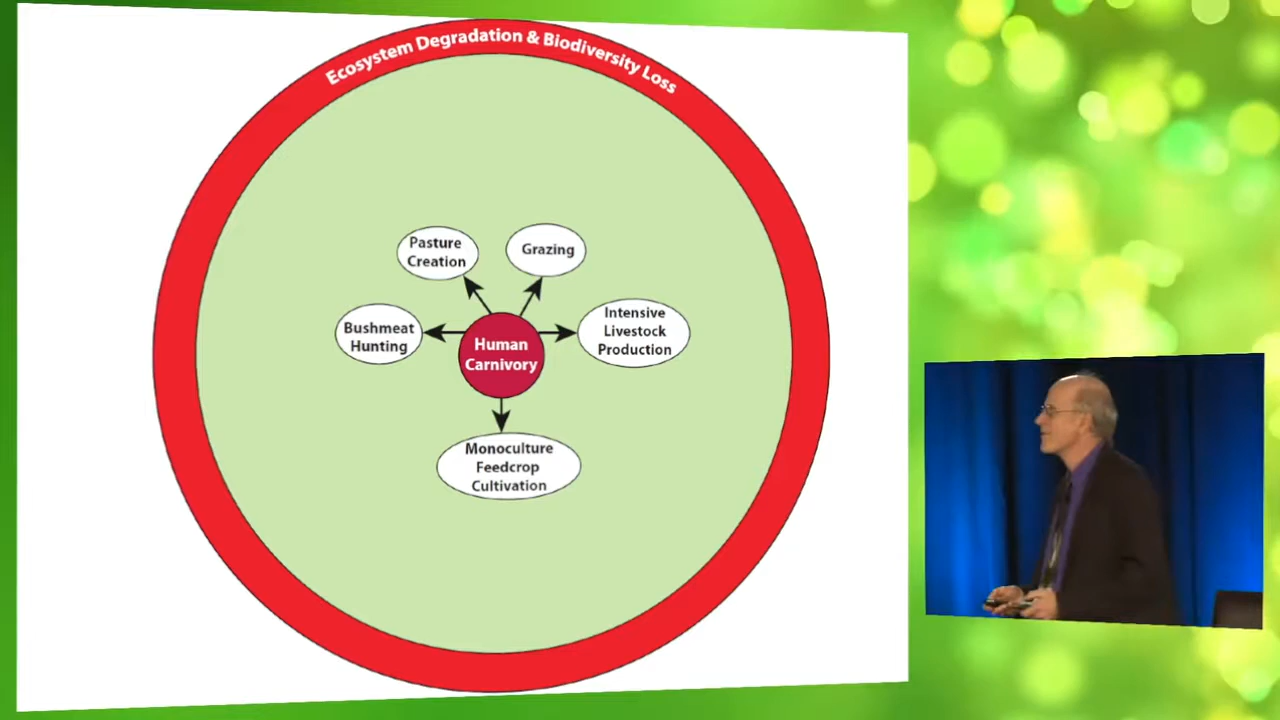 Ecosystem Degradation & Biodiversity Loss
Pasture
Creation
Grazing
Bushmeat
Hunting
Human
Carnivory
Intensive
Livestock
Production
Monoculture
Feedcrop
Cultivation